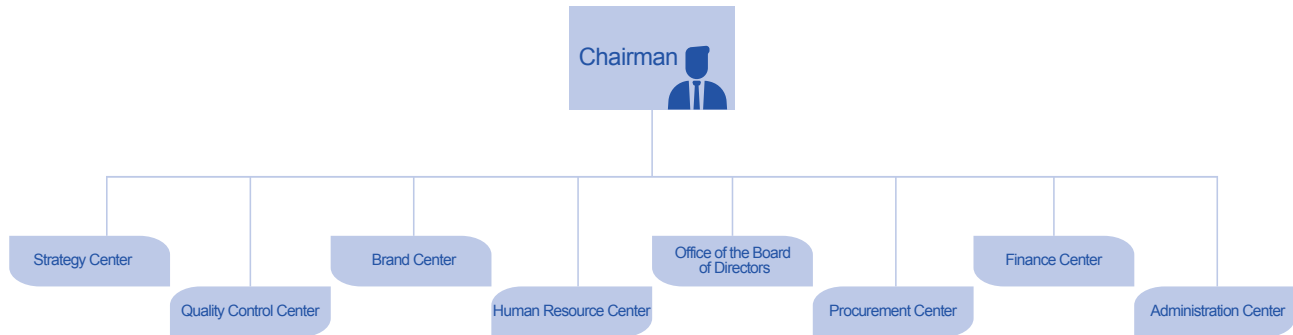 Chairman
Strategy Center
Brand Center
Office of the Board
of Directors
Finance Center
Quality Control Center
Human Resource Center
Procurement Center
Administration Center